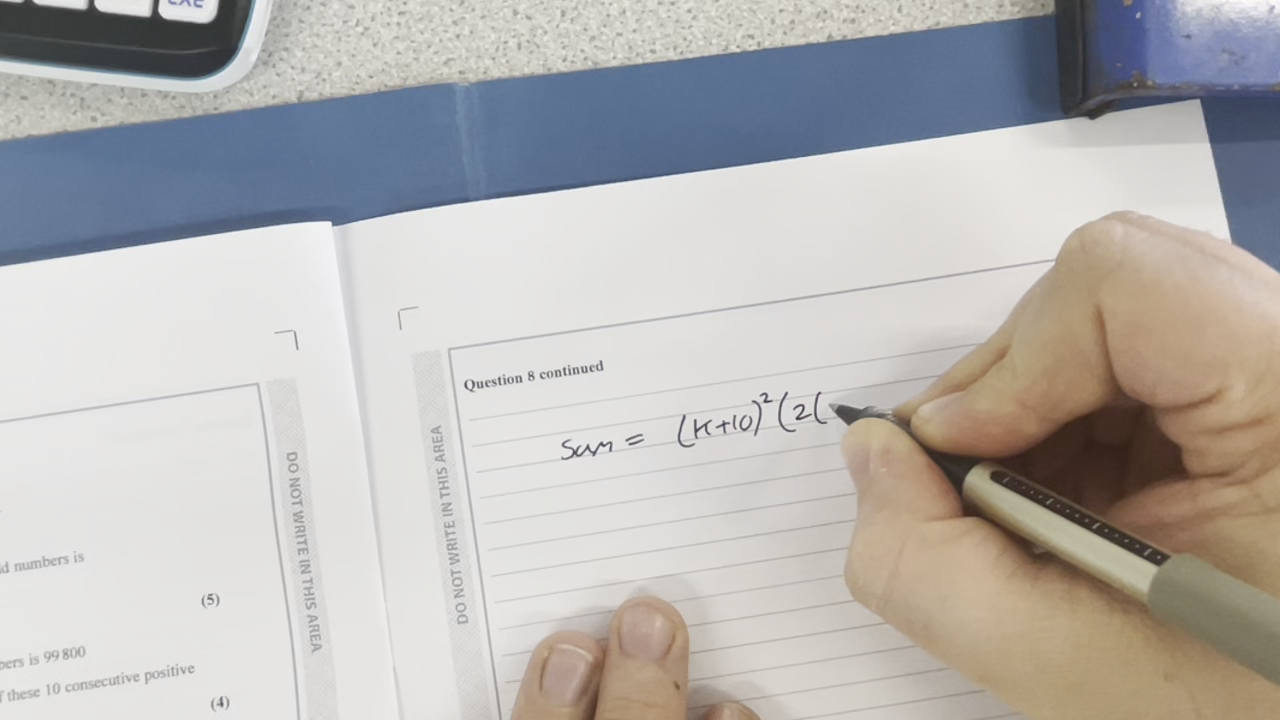 EXE
Question 8 continued
Sum = (k+10)²(2(
DO NOT WRITE IN THIS AREA
DO NOT WRITE IN THIS AREA
d numbers is
(5)
bers is 99 800
f these 10 consecutive positive
(4)